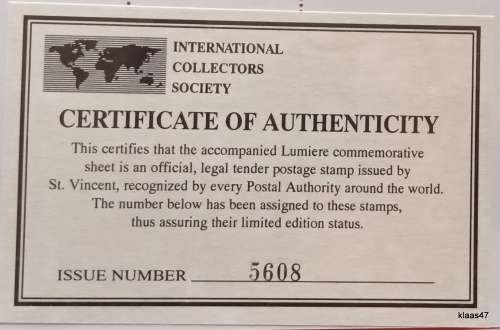 INTERNATIONAL
COLLECTORS
SOCIETY
CERTIFICATE OF AUTHENTICITY
This certifies that the accompanied Lumiere commemorative
sheet is an official, legal tender postage stamp issued by
St. Vincent, recognized by every Postal Authority around the world.
The number below has been assigned to these stamps,
thus assuring their limited edition status.
ISSUE NUMBER 5608
klaas47